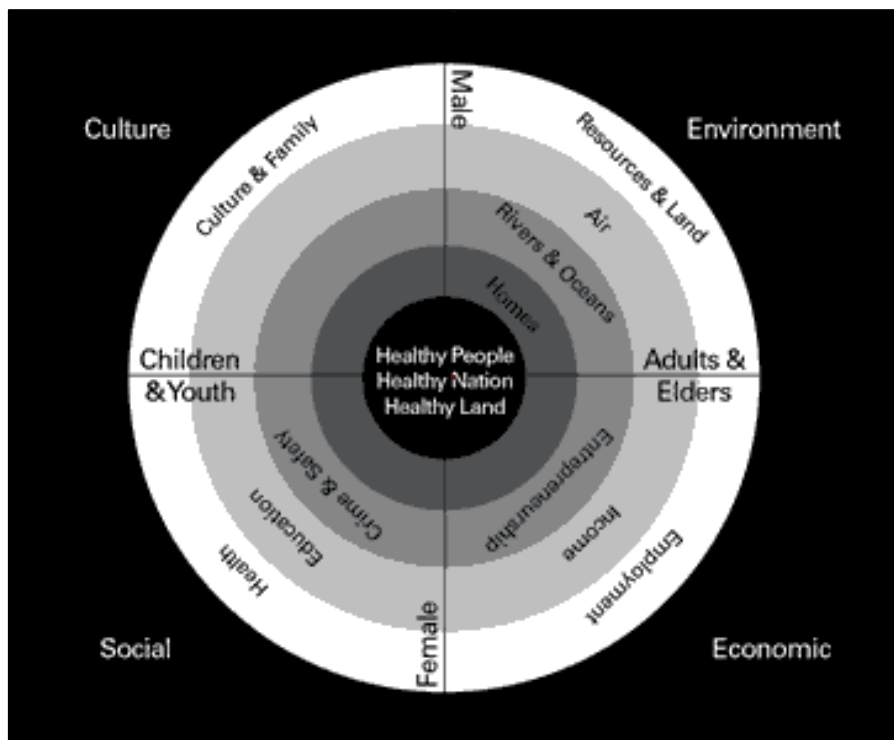 Culture
Environment
Male
Culture & Family
Resources & Land
Air
Rivers & Oceans
Homes
Children
& Youth
Healthy People
Healthy Nation
Healthy Land
Adults &
Elders
Crime & Safety
Education
Health
Entrepreneurship
Income
Employment
Female
Social
Economic